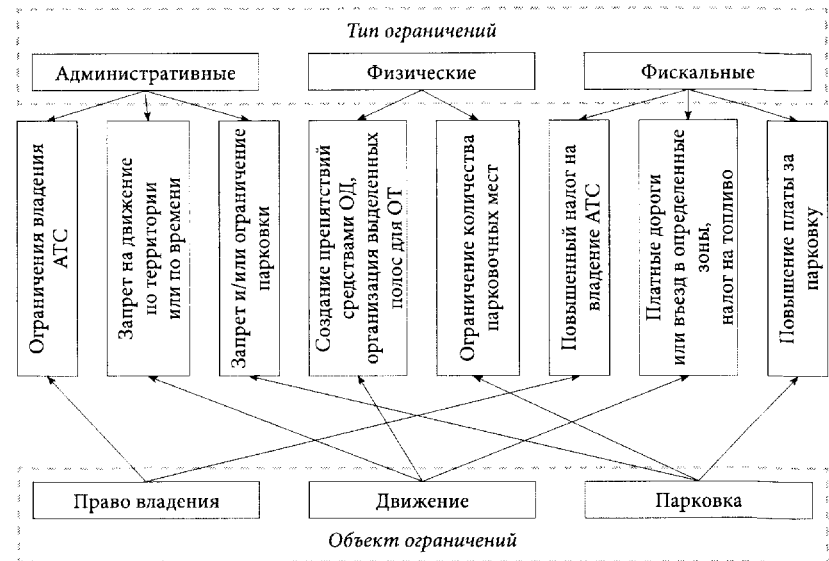 Тип ограничений
Административные
Физические
Фискальные
Ограничения владения
АТС
Запрет на движение
по территории
или по времени
Запрет и/или ограничение
парковки
Создание препятствий
средствами ОД,
организация выделенных
полос для ОТ
Ограничение количества
парковочных мест
Повышенный налог на
владение АТС
Платные дороги
или въезд в определенные
зоны,
налог на топливо
Повышение платы за
парковку
Право владения
Движение
Парковка
Объект ограничений